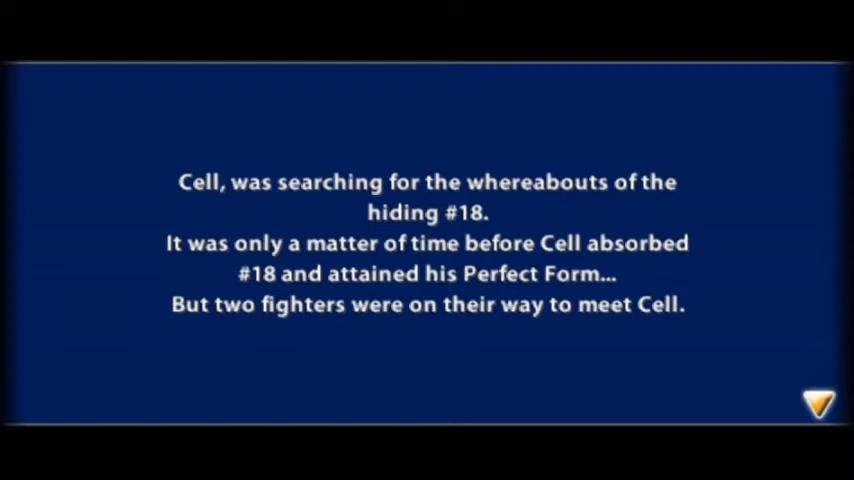 Cell, was searching for the whereabouts of the
hiding #18.
It was only a matter of time before Cell absorbed
#18 and attained his Perfect Form...
But two fighters were on their way to meet Cell.